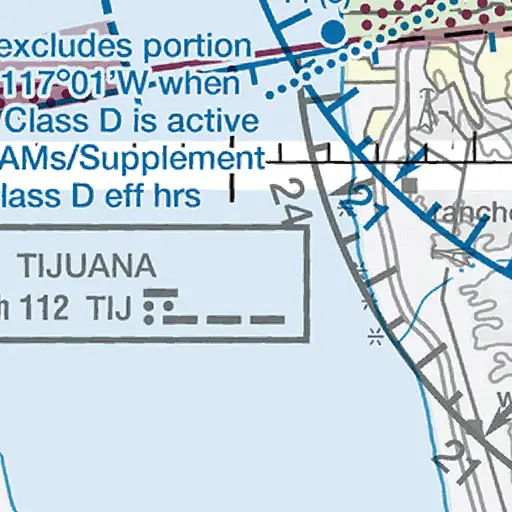 excludes portion
117°01'W when
/Class D is active
AMs/Supplement
lass D eff hrs
24
21
ranch
TIJUANA
h 112 TIJ
21